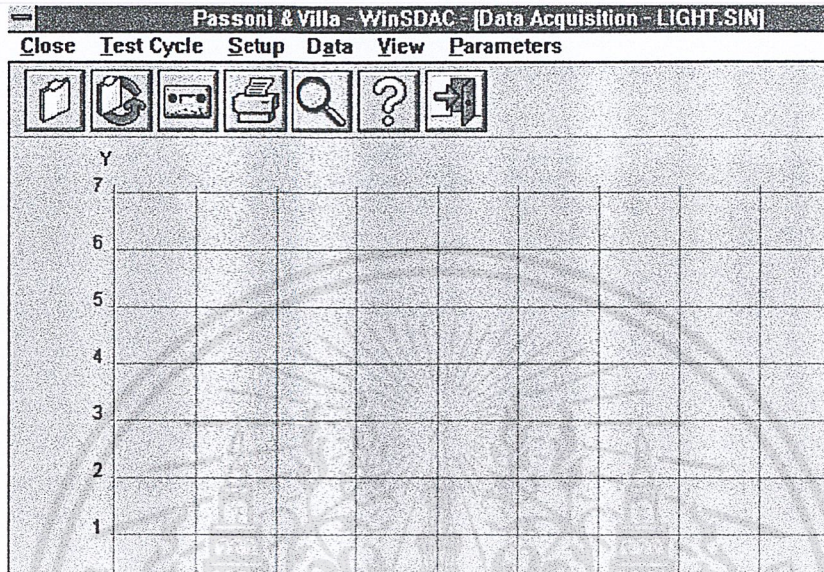 Passoni & Villa - WinSDAC - [Data Acquisition - LIGHT.SIN]
Close Test Cycle Setup Data View Parameters
Y
7
6
5
4
3
2
1